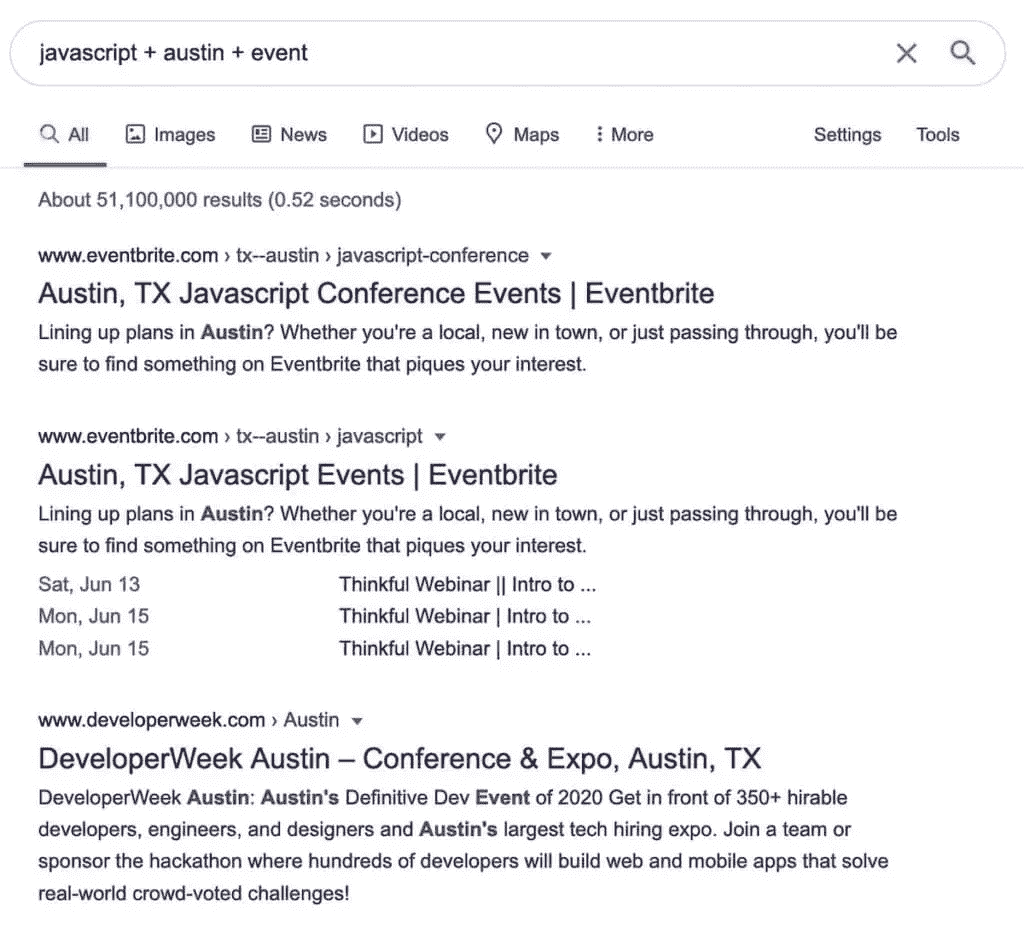 javascript + austin + event
All Images News Videos Maps More Settings Tools
About 51,100,000 results (0.52 seconds)
www.eventbrite.com › tx--austin › javascript-conference
Austin, TX Javascript Conference Events | Eventbrite
Lining up plans in Austin? Whether you're a local, new in town, or just passing through, you'll be
sure to find something on Eventbrite that piques your interest.
www.eventbrite.com › tx--austin › javascript
Austin, TX Javascript Events | Eventbrite
Lining up plans in Austin? Whether you're a local, new in town, or just passing through, you'll be
sure to find something on Eventbrite that piques your interest.
Sat, Jun 13 Thinkful Webinar || Intro to ...
Mon, Jun 15 Thinkful Webinar | Intro to ...
Mon, Jun 15 Thinkful Webinar | Intro to ...
www.developerweek.com › Austin
DeveloperWeek Austin – Conference & Expo, Austin, TX
DeveloperWeek Austin: Austin's Definitive Dev Event of 2020 Get in front of 350+ hirable
developers, engineers, and designers and Austin's largest tech hiring expo. Join a team or
sponsor the hackathon where hundreds of developers will build web and mobile apps that solve
real-world crowd-voted challenges!